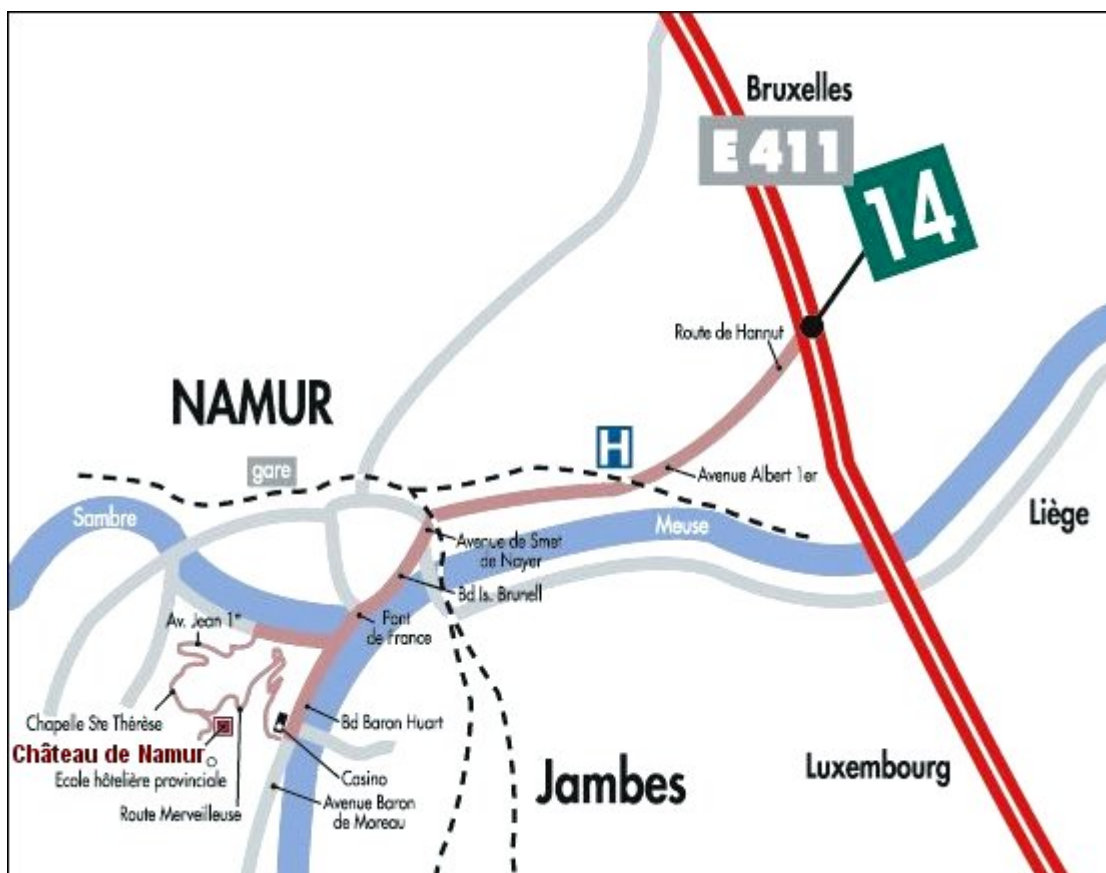 Bruxelles
E 411
14
Route de Hannut
NAMUR
H
gare
Avenue Albert 1er
Sambre
Meuse
Liège
Avenue de Smet
de Nayer
Bd Is. Brunell
Av. Jean 1er
Pont
de France
Chapelle Ste Thérèse
Bd Baron Huart
Château de Namur
Ecole hôtelière provinciale
Casino
Luxembourg
Jambes
Route Merveilleuse
Avenue Baron
de Moreau